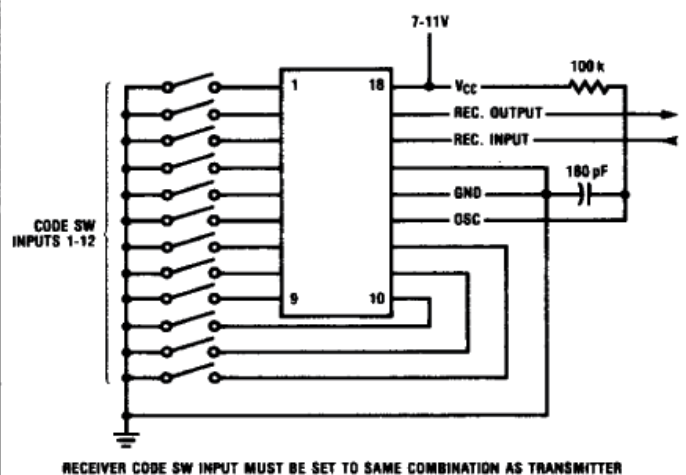 7-11V
100 k
1
18
VCC
REC. OUTPUT
REC. INPUT
180 pF
GND
OSC
CODE SW
INPUTS 1-12
9
10
RECEIVER CODE SW INPUT MUST BE SET TO SAME COMBINATION AS TRANSMITTER